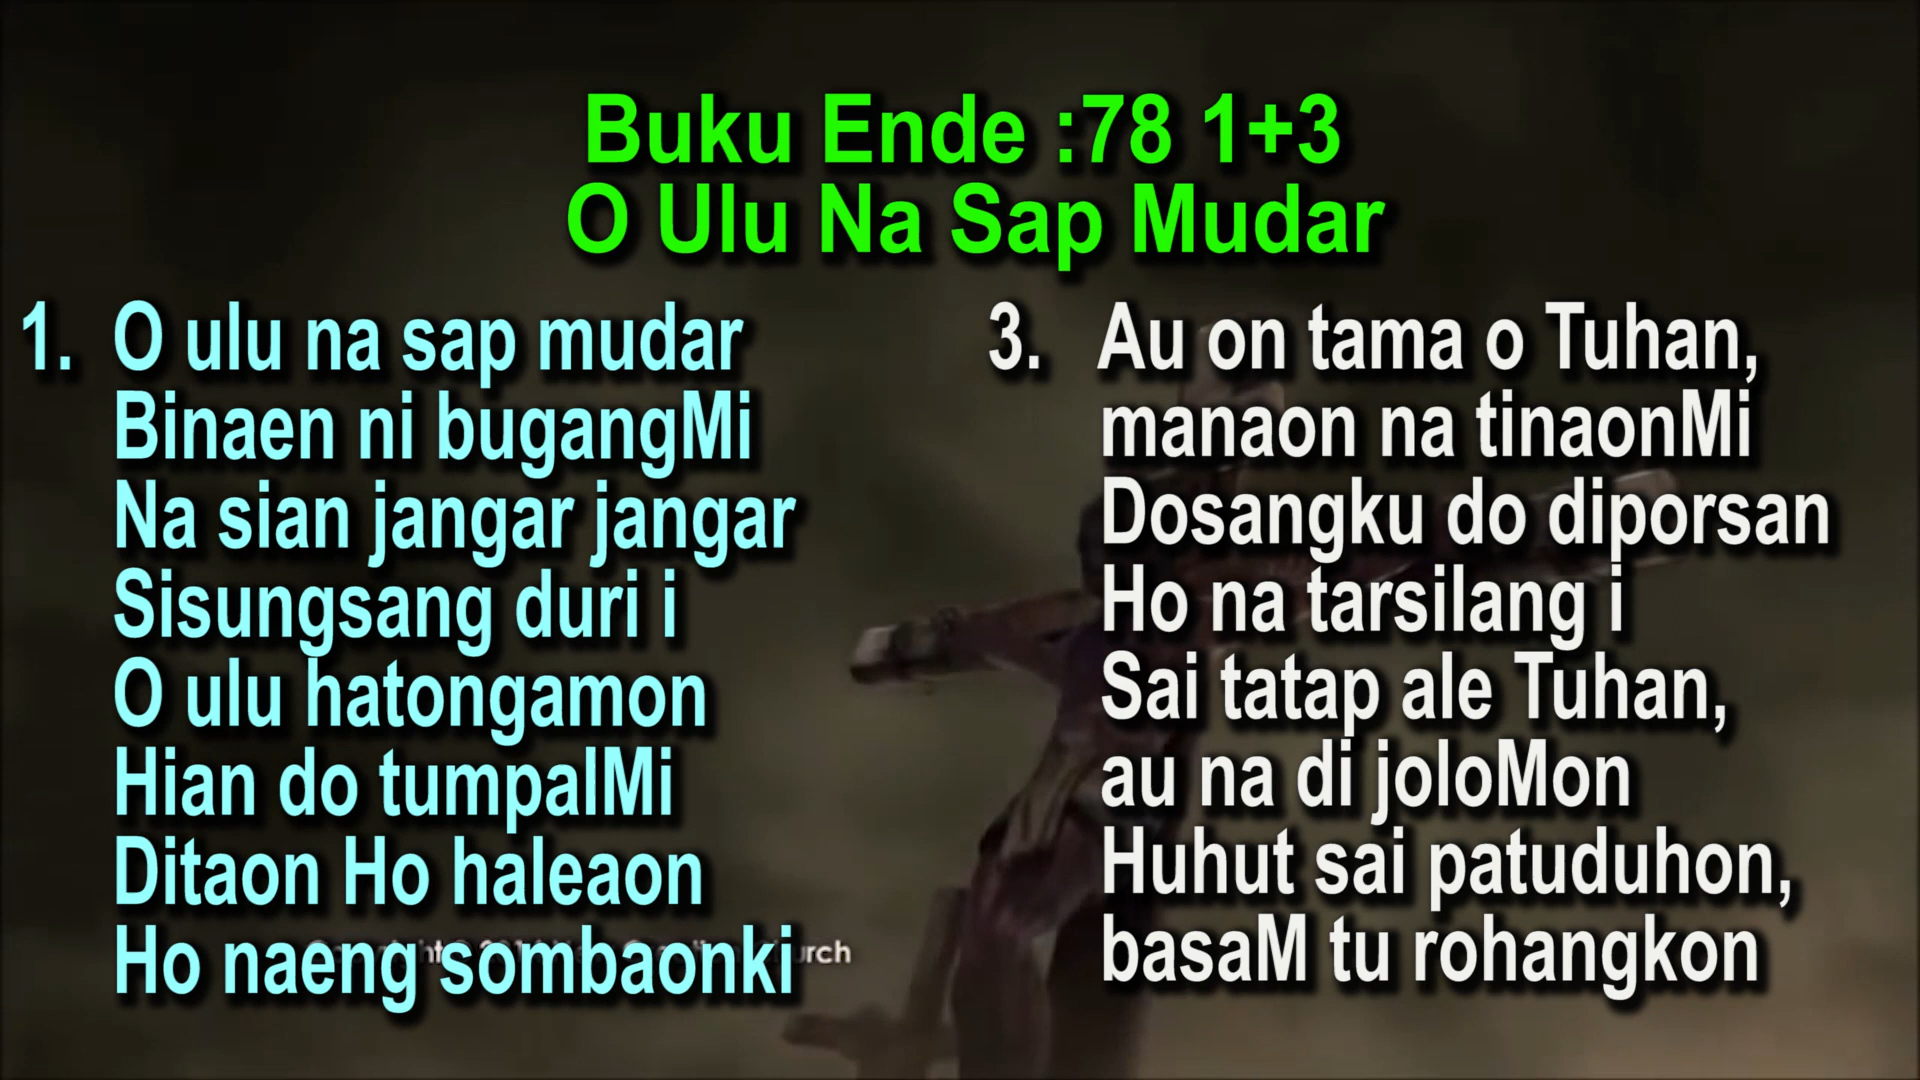 Buku Ende :78 1+3
O Ulu Na Sap Mudar
1. O ulu na sap mudar
Binaen ni bugangMi
Na sian jangar jangar
Sisungsang duri i
O ulu hatongamon
Hian do tumpalMi
Ditaon Ho haleaon
Ho naeng sombaonki
3. Au on tama o Tuhan,
manaon na tinaonMi
Dosangku do diporsan
Ho na tarsilang i
Sai tatap ale Tuhan,
au na di joloMon
Huhut sai patuduhon,
basaM tu rohangkon